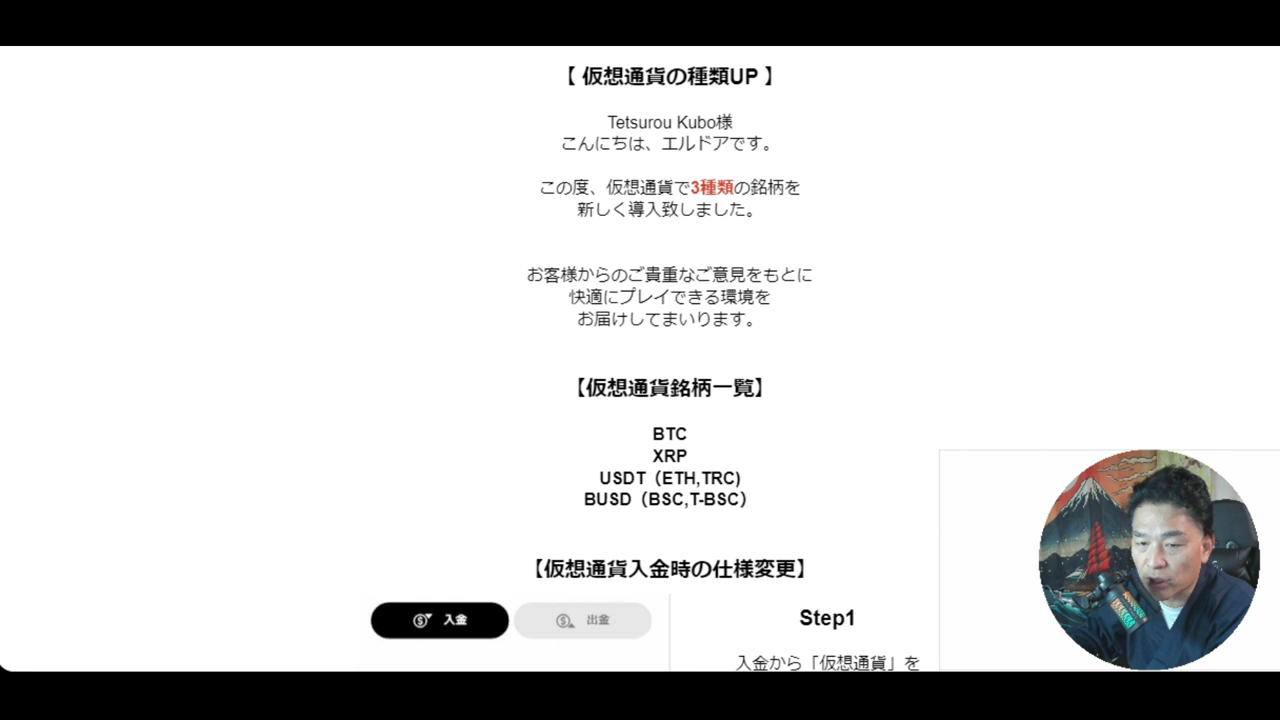 【 仮想通貨の種類UP 】
Tetsurou Kubo様
こんにちは、エルドアです。
この度、仮想通貨で3種類の銘柄を
新しく導入致しました。
お客様からのご貴重なご意見をもとに
快適にプレイできる環境を
お届けしてまいります。
【仮想通貨銘柄一覧】
BTC
XRP
USDT（ETH,TRC)
BUSD（BSC,T-BSC）
【仮想通貨入金時の仕様変更】
入金 出金
Step1
入金から「仮想通貨」を